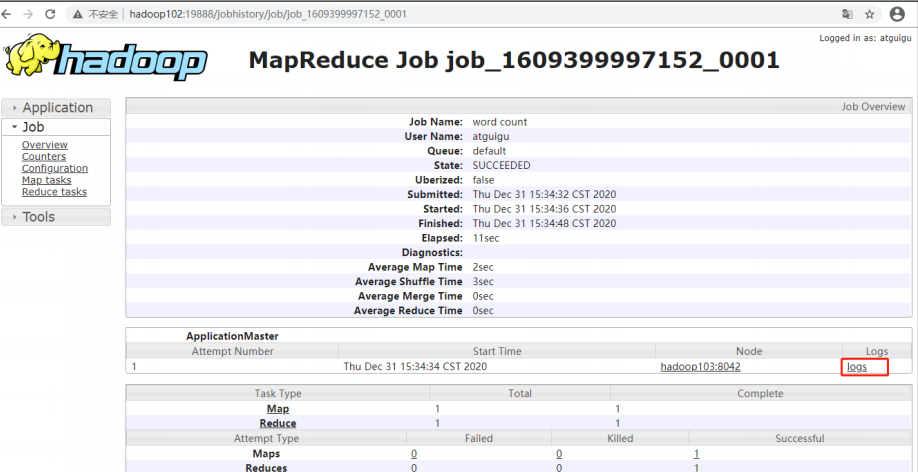 不安全 | hadoop102:19888/jobhistory/job/job_1609399997152_0001
Logged in as: atguigu
hadoop
MapReduce Job job_1609399997152_0001
Application
Job
Overview
Counters
Configuration
Map tasks
Reduce tasks
Tools
Job Overview
Job Name: word count
User Name: atguigu
Queue: default
State: SUCCEEDED
Uberized: false
Submitted: Thu Dec 31 15:34:32 CST 2020
Started: Thu Dec 31 15:34:36 CST 2020
Finished: Thu Dec 31 15:34:48 CST 2020
Elapsed: 11sec
Diagnostics:
Average Map Time 2sec
Average Shuffle Time 3sec
Average Merge Time 0sec
Average Reduce Time 0sec
ApplicationMaster
Attempt Number Start Time Node Logs
1 Thu Dec 31 15:34:34 CST 2020 hadoop103:8042 logs
Task Type Total Complete
Map 1 1
Reduce 1 1
Attempt Type Failed Killed Successful
Maps 0 0 1
Reduces 0 0 1